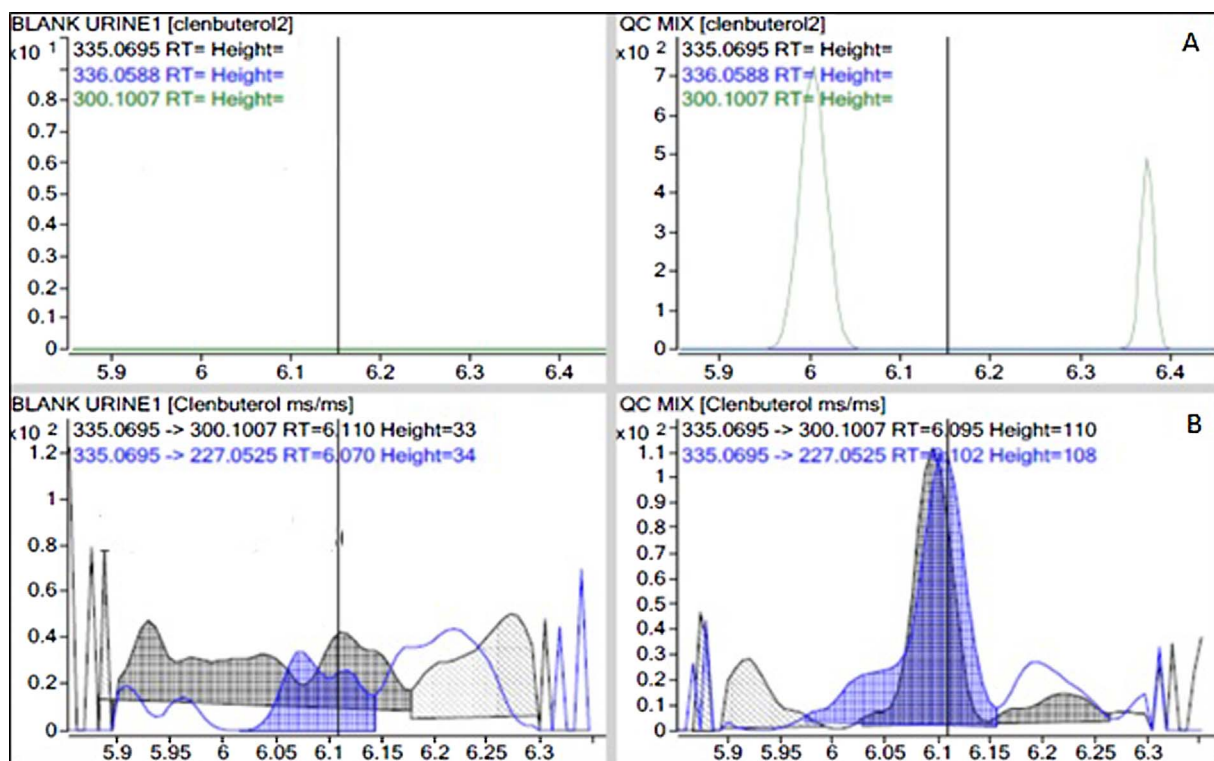 BLANK URINE1 [clenbuterol2]
x10 1
335.0695 RT= Height=
336.0588 RT= Height=
300.1007 RT= Height=
0.8
0.7
0.6
0.5
0.4
0.3
0.2
0.1
0
5.9 6 6.1 6.2 6.3 6.4
QC MIX [clenbuterol2]
A
x10 2
335.0695 RT= Height=
336.0588 RT= Height=
300.1007 RT= Height=
7
6
5
4
3
2
1
0
5.9 6 6.1 6.2 6.3 6.4
BLANK URINE1 [Clenbuterol ms/ms]
x10 2
335.0695 -> 300.1007 RT=6.110 Height=33
335.0695 -> 227.0525 RT=6.070 Height=34
1.2
1
0.8
0.6
0.4
0.2
0
5.9 5.95 6 6.05 6.1 6.15 6.2 6.25 6.3
QC MIX [Clenbuterol ms/ms]
B
x10 2
335.0695 -> 300.1007 RT=6.095 Height=110
335.0695 -> 227.0525 RT=6.102 Height=108
1.1
1
0.9
0.8
0.7
0.6
0.5
0.4
0.3
0.2
0.1
0
5.9 6 6.05 6.1 6.15 6.2 6.25 6.3